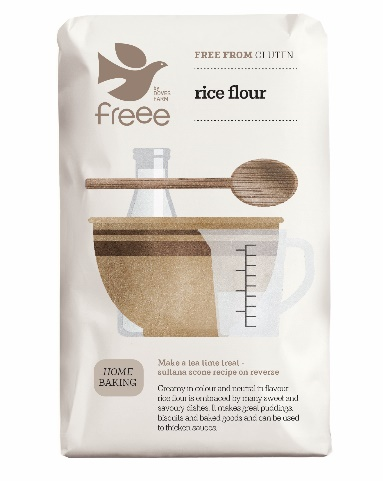 FREE FROM GLUTEN
BY
DOVES
FARM
freee
rice flour
HOME
BAKING
Make a tea time treat -
sultana scone recipe on reverse
Creamy in colour and neutral in flavour
rice flour is embraced by many sweet and
savoury dishes. It makes great puddings,
biscuits and baked goods and can be used
to thicken sauces.